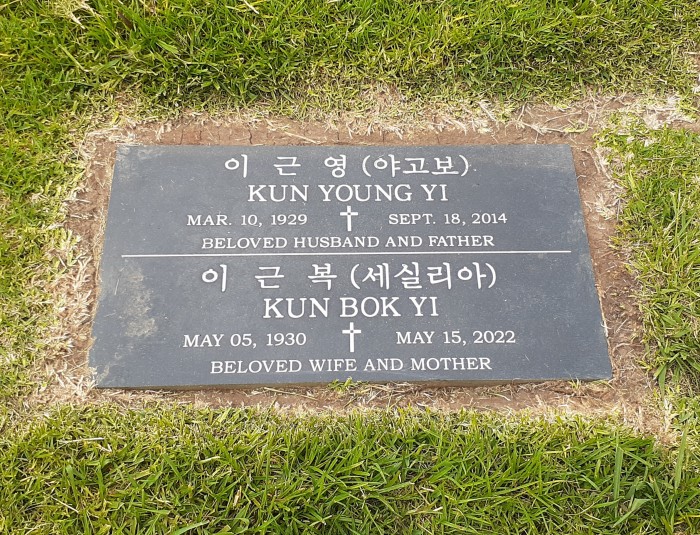 이 근 영 (야고보)
KUN YOUNG YI
MAR. 10, 1929 SEPT. 18, 2014
BELOVED HUSBAND AND FATHER
이 근 복 (세실리아)
KUN BOK YI
MAY 05, 1930 MAY 15, 2022
BELOVED WIFE AND MOTHER